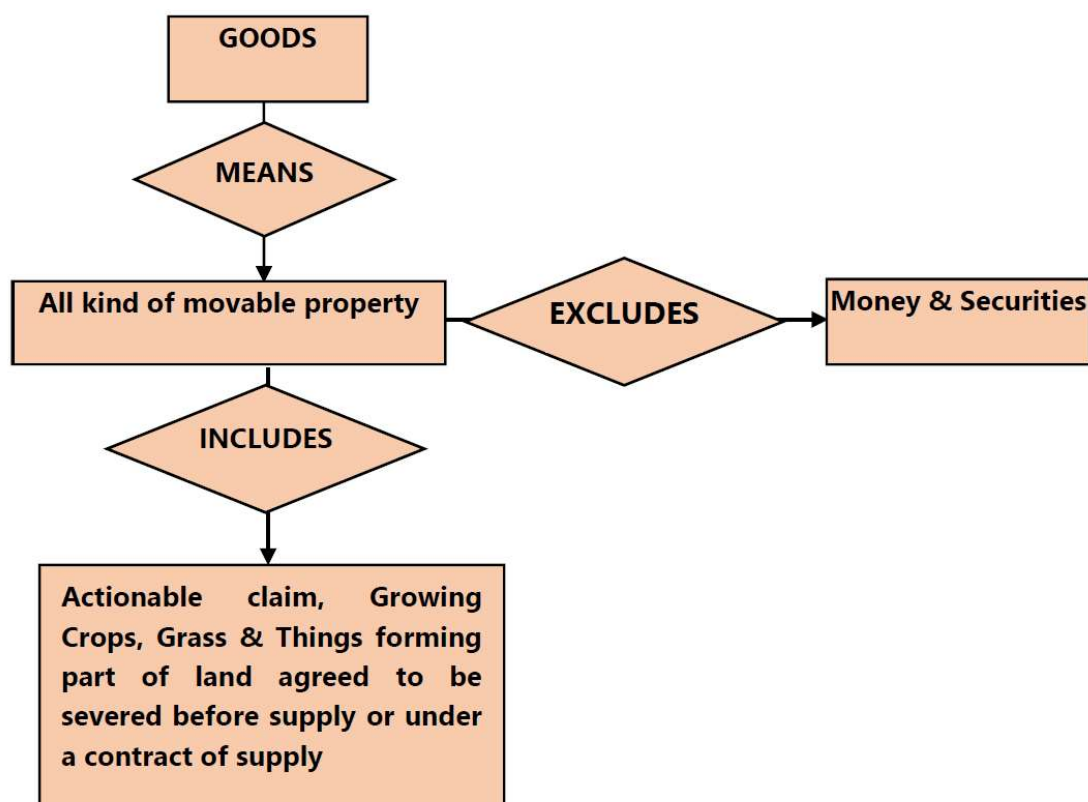 GOODS
MEANS
All kind of movable property
EXCLUDES
Money & Securities
INCLUDES
Actionable claim, Growing
Crops, Grass & Things forming
part of land agreed to be
severed before supply or under
a contract of supply